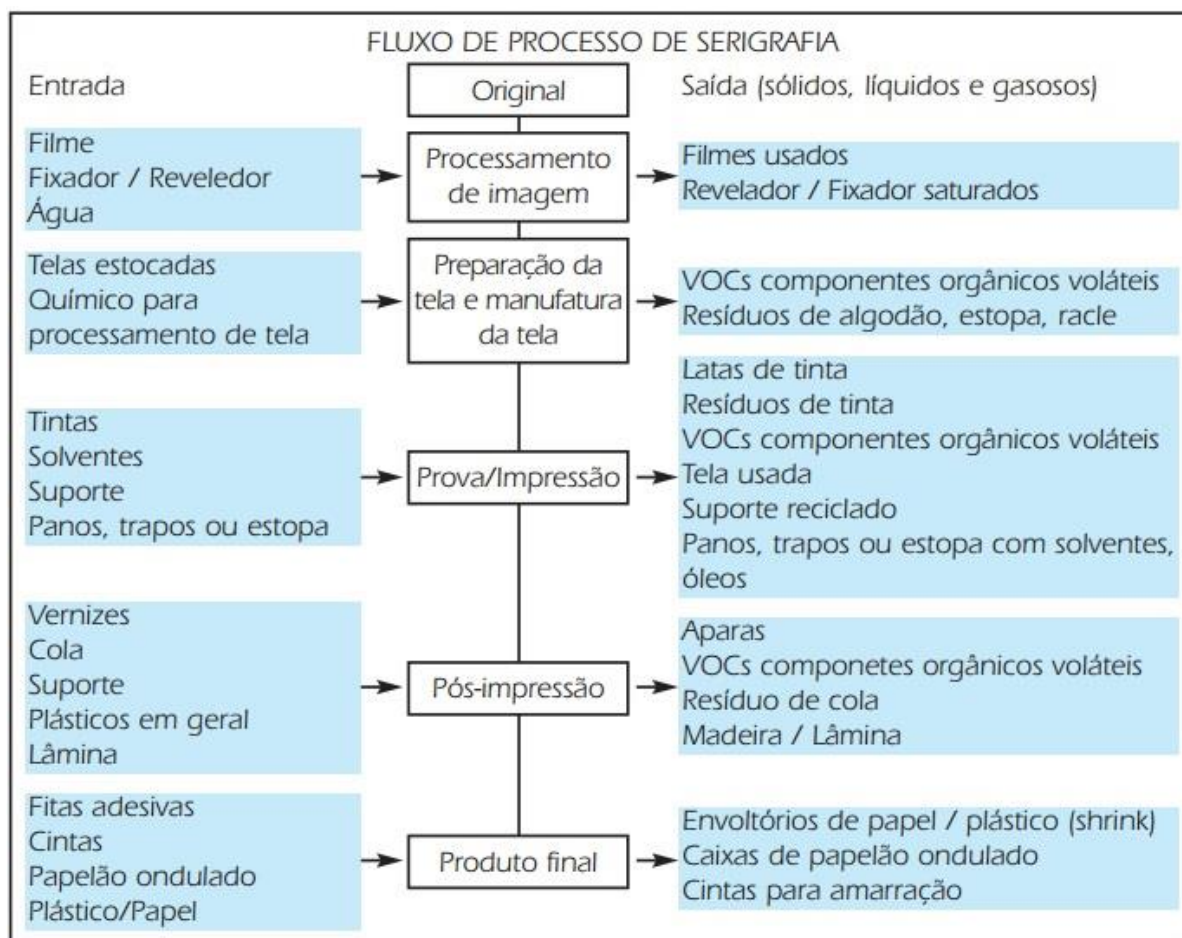 FLUXO DE PROCESSO DE SERIGRAFIA
Entrada
Original
Saída (sólidos, líquidos e gasosos)
Filme
Fixador / Reveledor
Água
Processamento
de imagem
Filmes usados
Revelador / Fixador saturados
Telas estocadas
Químico para
processamento de tela
Preparação da
tela e manufatura
da tela
VOCs componentes orgânicos voláteis
Resíduos de algodão, estopa, racle
Tintas
Solventes
Suporte
Panos, trapos ou estopa
Prova/Impressão
Latas de tinta
Resíduos de tinta
VOCs componentes orgânicos voláteis
Tela usada
Suporte reciclado
Panos, trapos ou estopa com solventes,
óleos
Vernizes
Cola
Suporte
Plásticos em geral
Lâmina
Pós-impressão
Aparas
VOCs componetes orgânicos voláteis
Resíduo de cola
Madeira / Lâmina
Fitas adesivas
Cintas
Papelão ondulado
Plástico/Papel
Produto final
Envoltórios de papel / plástico (shrink)
Caixas de papelão ondulado
Cintas para amarração